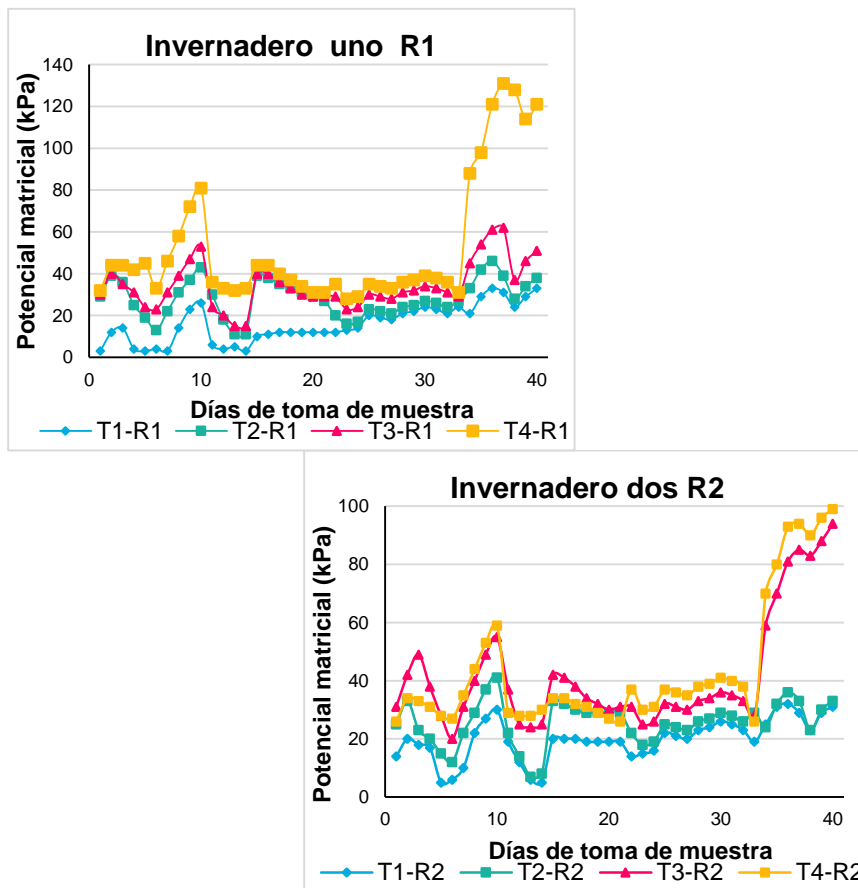 Invernadero uno R1
Potencial matricial (kPa)
140
120
100
80
60
40
20
0
0 10 20 30 40
Días de toma de muestra
T1-R1 T2-R1 T3-R1 T4-R1
Invernadero dos R2
Potencial matricial (kPa)
100
80
60
40
20
0
0 10 20 30 40
Días de toma de muestra
T1-R2 T2-R2 T3-R2 T4-R2